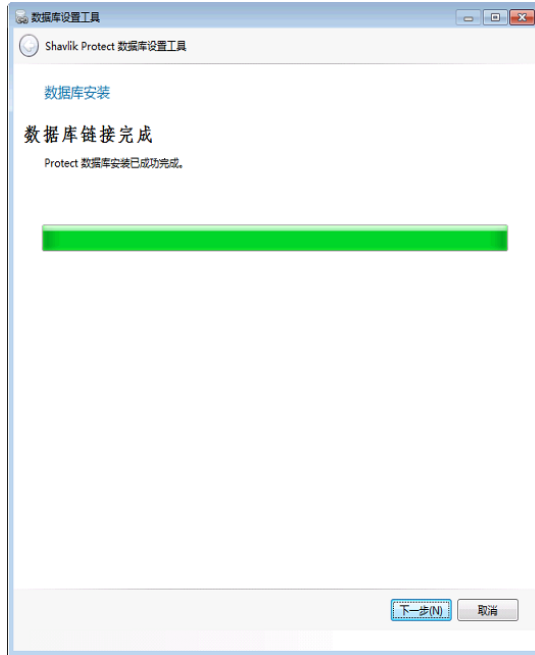 数据库设置工具
Shavlik Protect 数据库设置工具
数据库安装
数据库链接完成
Protect 数据库安装已成功完成。
下一步(N) 取消